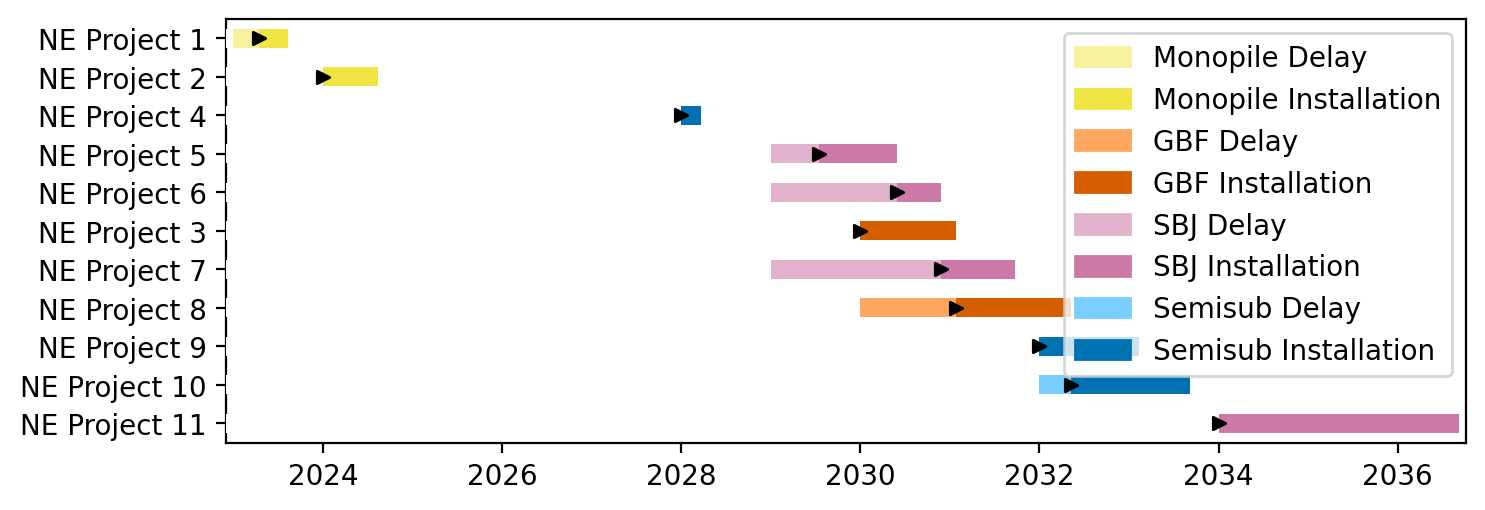 NE Project 1
NE Project 2
NE Project 4
NE Project 5
NE Project 6
NE Project 3
NE Project 7
NE Project 8
NE Project 9
NE Project 10
NE Project 11
Monopile Delay
Monopile Installation
GBF Delay
GBF Installation
SBJ Delay
SBJ Installation
Semisub Delay
Semisub Installation
2024 2026 2028 2030 2032 2034 2036